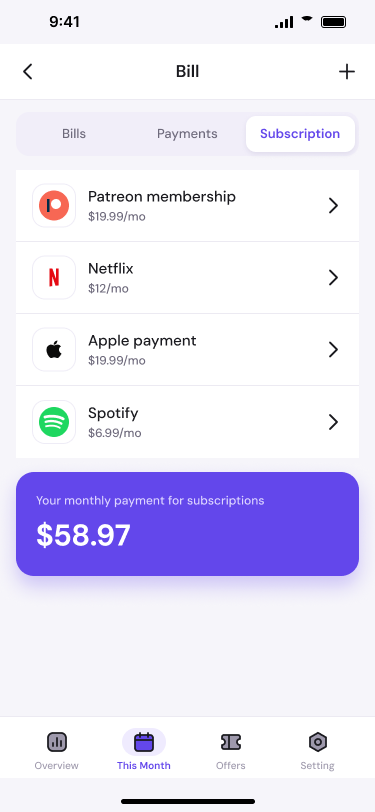 9:41
Bill
Bills
Payments
Subscription
Patreon membership
$19.99/mo
Netflix
$12/mo
Apple payment
$19.99/mo
Spotify
$6.99/mo
Your monthly payment for subscriptions
$58.97
Overview
This Month
Offers
Setting